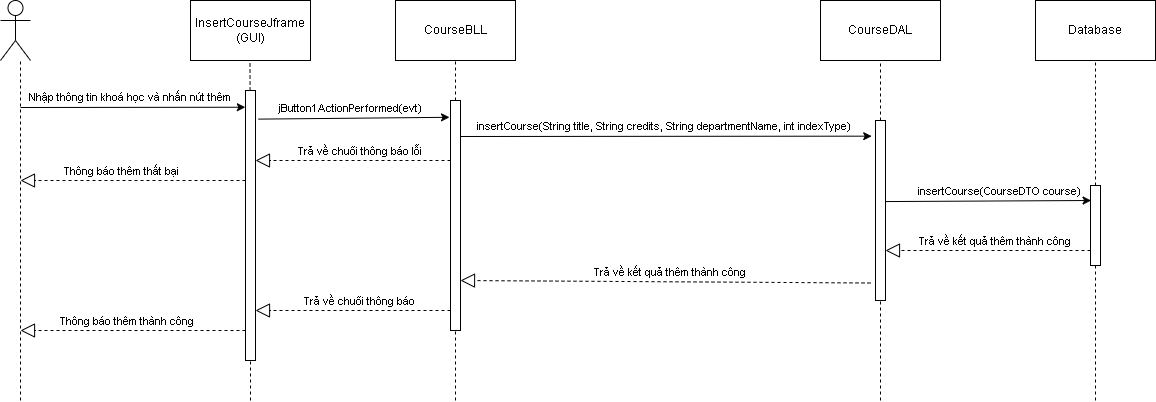 InsertCourseJframe
(GUI)
CourseBLL
CourseDAL
Database
Nhập thông tin khoá học và nhấn nút thêm
jButton1ActionPerformed(evt)
insertCourse(String title, String credits, String departmentName, int indexType)
Trả về chuỗi thông báo lỗi
Thông báo thêm thất bại
insertCourse(CourseDTO course)
Trả về kết quả thêm thành công
Trả về kết quả thêm thành công
Trả về chuỗi thông báo
Thông báo thêm thành công